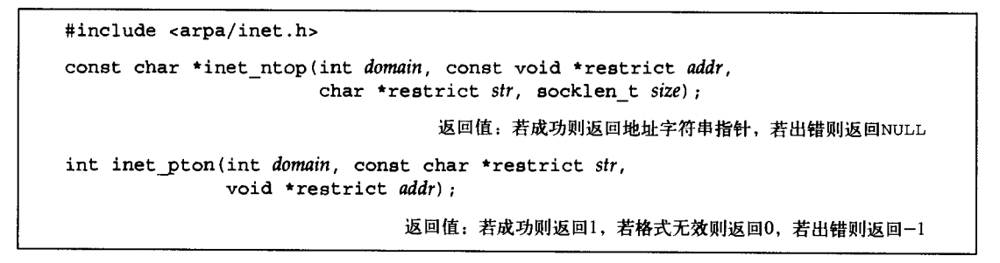 #include <arpa/inet.h>
const char *inet_ntop(int domain, const void *restrict addr,
char *restrict str, socklen_t size);
返回值：若成功则返回地址字符串指针，若出错则返回NULL
int inet_pton(int domain, const char *restrict str,
void *restrict addr);
返回值：若成功则返回1，若格式无效则返回0，若出错则返回-1